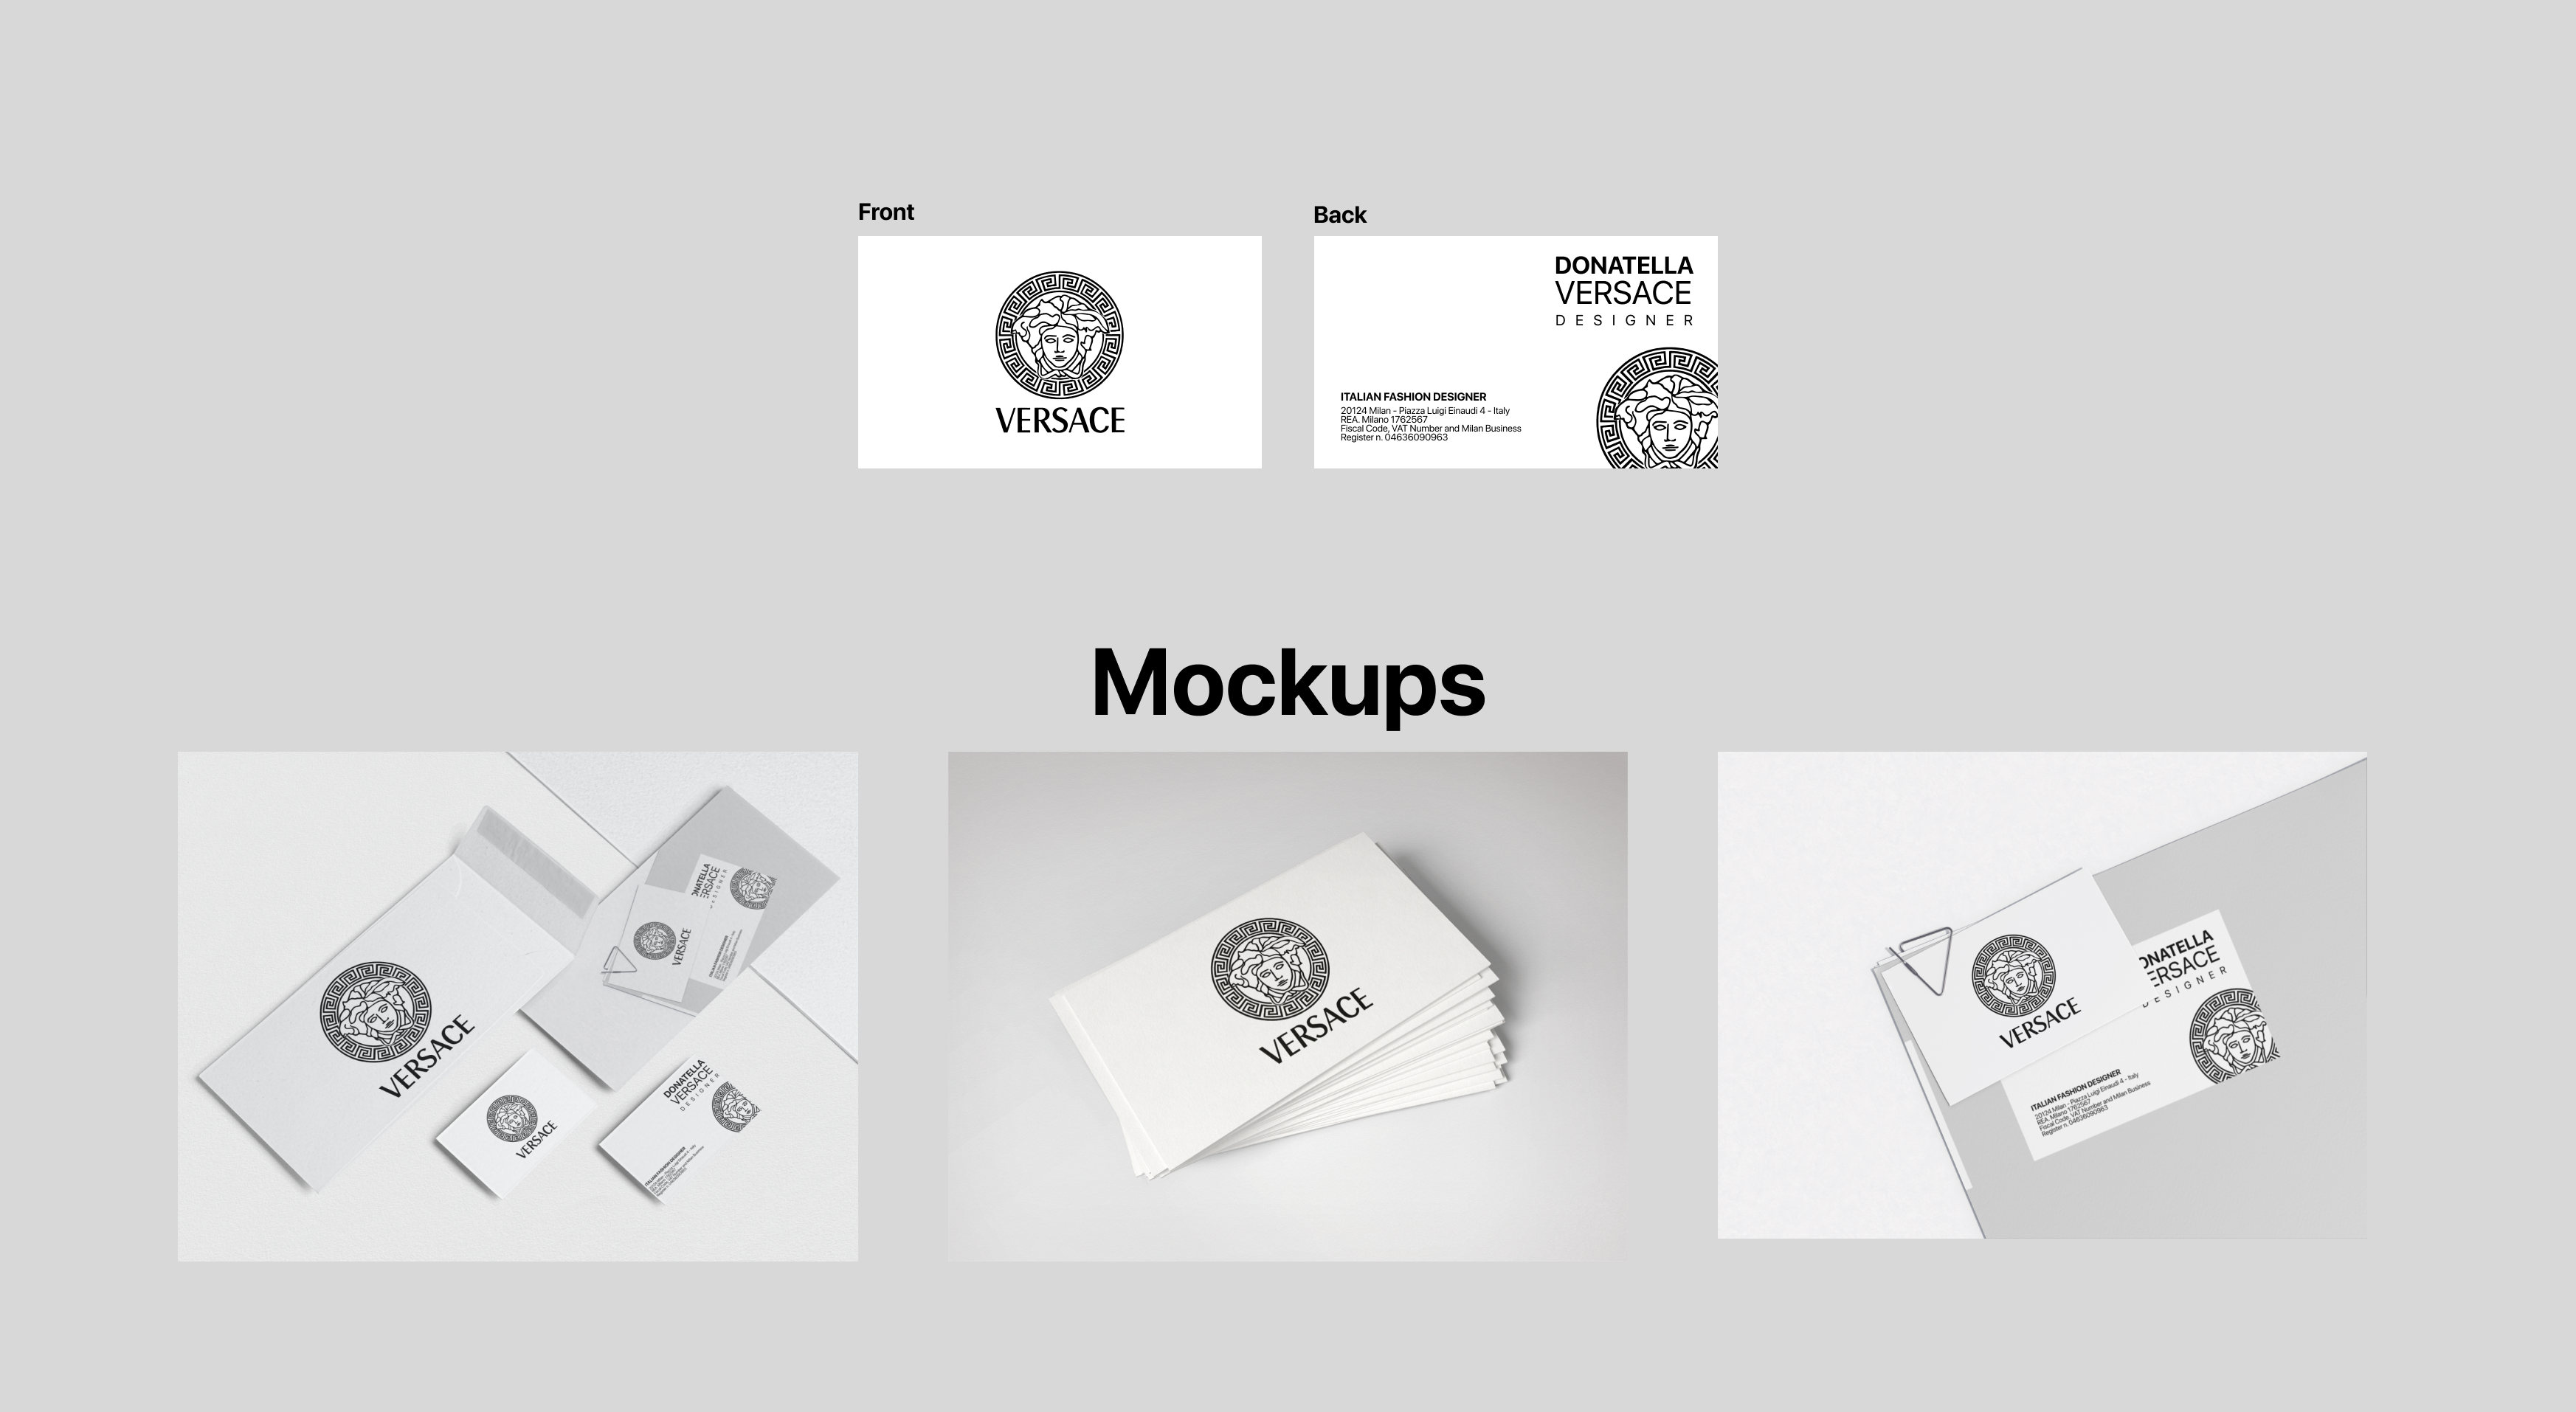 Front
VERSACE
Back
DONATELLA
VERSACE
DESIGNER
ITALIAN FASHION DESIGNER
20124 Milan - Piazza Luigi Einaudi 4 - Italy
REA. Milano 1762567
Fiscal Code, VAT Number and Milan Business
Register n. 04636090963
Mockups
VERSACE
VERSACE
DESIGNER
VERSACE
DONATELLA
VERSACE
DESIGNER
ITALIAN FASHION DESIGNER
VERSACE
VERSACE
ONATELLA
ERSACE
DESIGNER
ITALIAN FASHION DESIGNER
20124 Milan - Piazza Luigi Einaudi 4 - Italy
REA. Milano 1762567
Fiscal Code, VAT Number and Milan Business
Register n. 04636090963